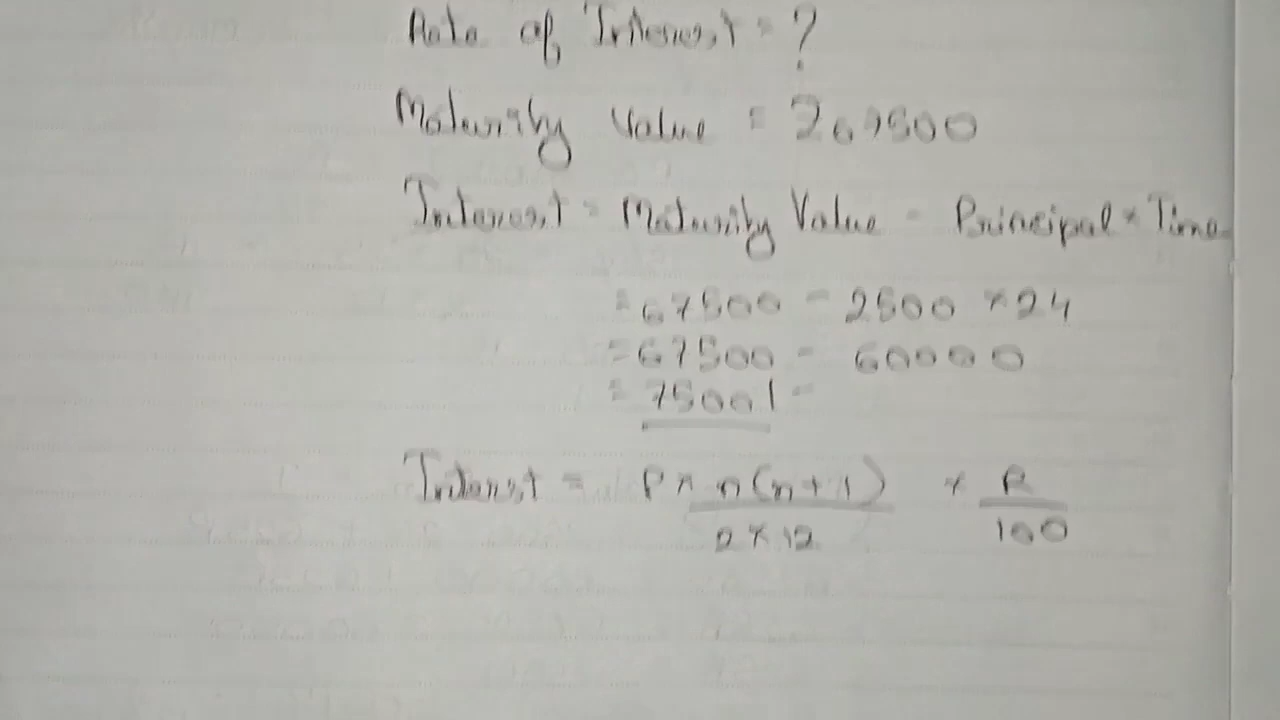 Rate of Interest = ?
Maturity Value = 267500
Interest = Maturity Value - Principal × Time
= 67500 - 2500 × 24
= 67500 - 60000
= 7500/-
Interest = P × n(n+1) / 2×12 × R / 100